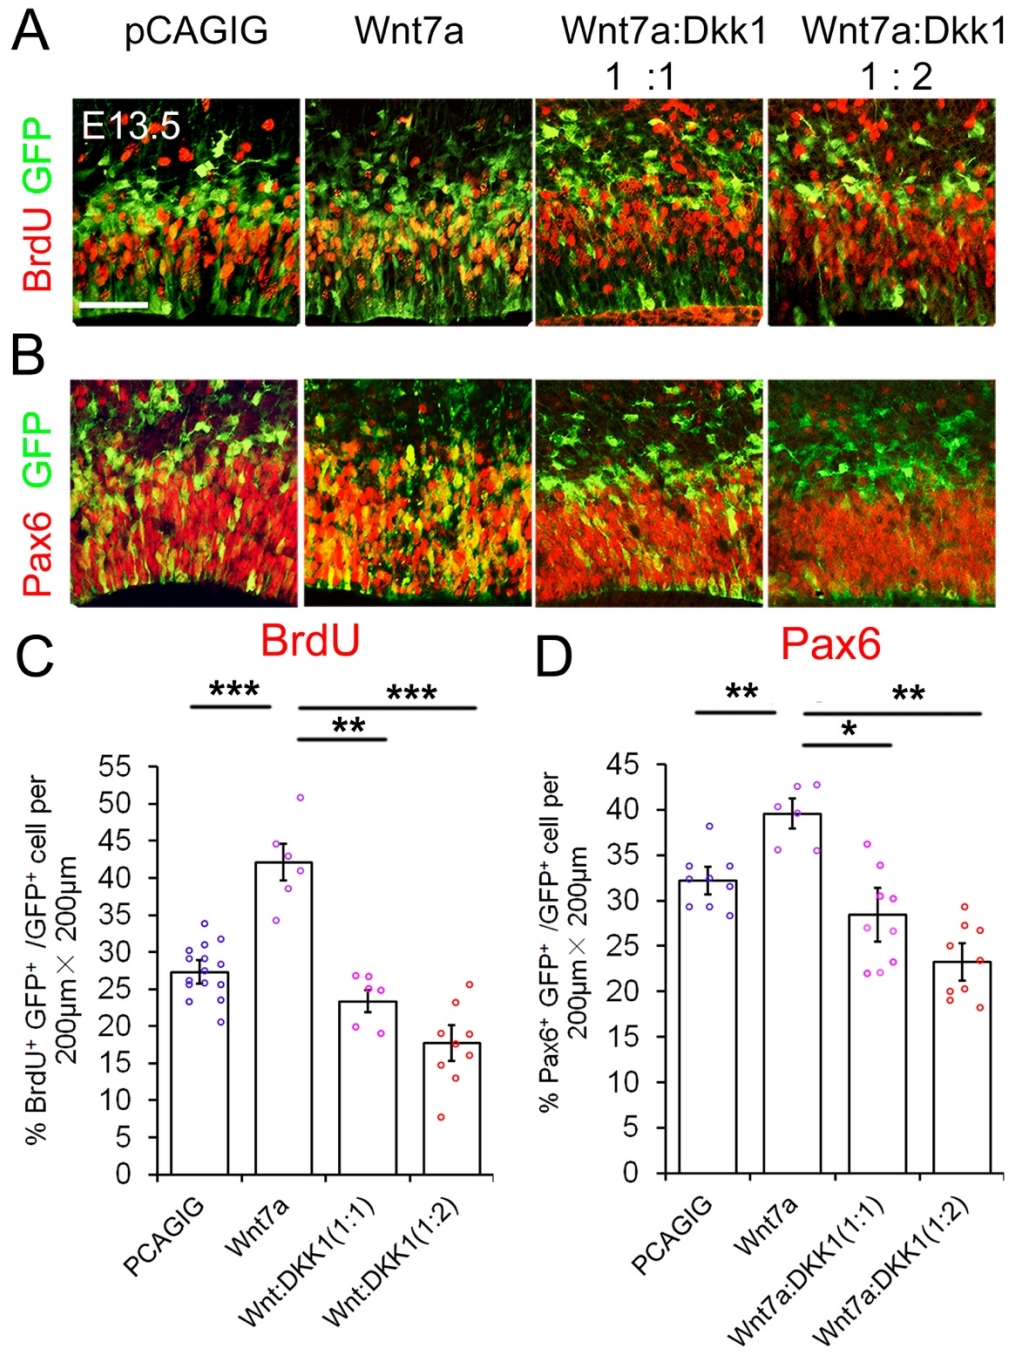 A
pCAGIG
Wnt7a
Wnt7a:Dkk1
1 :1
Wnt7a:Dkk1
1 : 2
E13.5
BrdU GFP
B
Pax6 GFP
C
BrdU
***
***
**
% BrdU⁺ GFP⁺ /GFP⁺ cell per
200µm× 200µm
55
50
45
40
35
30
25
20
15
10
5
0
PCAGIG
Wnt7a
Wnt:DKK1(1:1)
Wnt:DKK1(1:2)
D
Pax6
**
**
*
% Pax6⁺ GFP⁺ /GFP⁺ cell per
200µm× 200µm
45
40
35
30
25
20
15
10
5
0
PCAGIG
Wnt7a
Wnt7a:DKK1(1:1)
Wnt7a:DKK1(1:2)